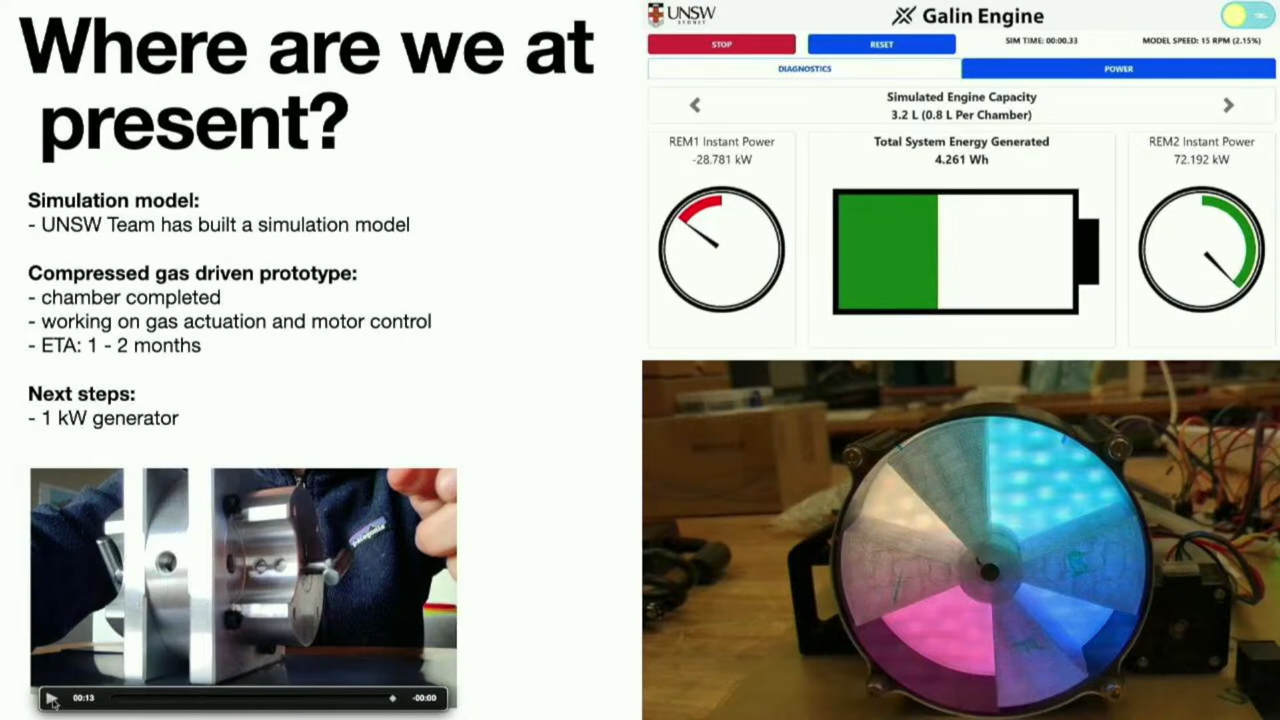 Where are we at
present?
Simulation model:
- UNSW Team has built a simulation model
Compressed gas driven prototype:
- chamber completed
- working on gas actuation and motor control
- ETA: 1 - 2 months
Next steps:
- 1 kW generator
00:13
-00:00
UNSW
SYDNEY
Galin Engine
STOP
RESET
SIM TIME: 00:00.33
MODEL SPEED: 15 RPM (2.15%)
DIAGNOSTICS
POWER
Simulated Engine Capacity
3.2 L (0.8 L Per Chamber)
REM1 Instant Power
-28.781 kW
Total System Energy Generated
4.261 Wh
REM2 Instant Power
72.192 kW
patagonia